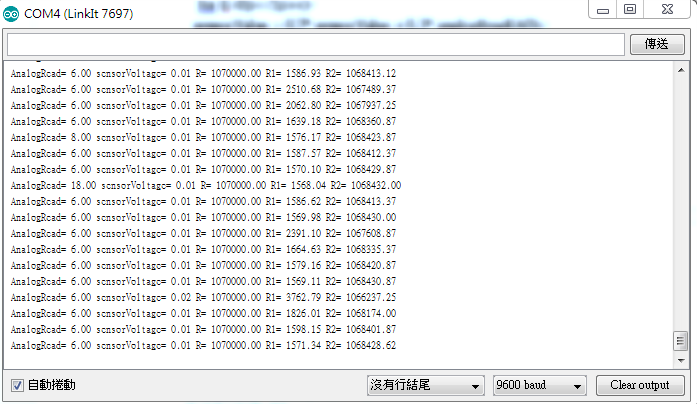 COM4 (LinkIt 7697)
傳送
AnalogRead= 6.00 sensorVoltage= 0.01 R= 1070000.00 R1= 1586.93 R2= 1068413.12
AnalogRead= 6.00 sensorVoltage= 0.01 R= 1070000.00 R1= 2510.68 R2= 1067489.37
AnalogRead= 6.00 sensorVoltage= 0.01 R= 1070000.00 R1= 2062.80 R2= 1067937.25
AnalogRead= 6.00 sensorVoltage= 0.01 R= 1070000.00 R1= 1639.18 R2= 1068360.87
AnalogRead= 8.00 sensorVoltage= 0.01 R= 1070000.00 R1= 1576.17 R2= 1068423.87
AnalogRead= 6.00 sensorVoltage= 0.01 R= 1070000.00 R1= 1587.57 R2= 1068412.37
AnalogRead= 6.00 sensorVoltage= 0.01 R= 1070000.00 R1= 1570.10 R2= 1068429.87
AnalogRead= 18.00 sensorVoltage= 0.01 R= 1070000.00 R1= 1568.04 R2= 1068432.00
AnalogRead= 6.00 sensorVoltage= 0.01 R= 1070000.00 R1= 1586.62 R2= 1068413.37
AnalogRead= 6.00 sensorVoltage= 0.01 R= 1070000.00 R1= 1569.98 R2= 1068430.00
AnalogRead= 6.00 sensorVoltage= 0.01 R= 1070000.00 R1= 2391.10 R2= 1067608.87
AnalogRead= 6.00 sensorVoltage= 0.01 R= 1070000.00 R1= 1664.63 R2= 1068335.37
AnalogRead= 6.00 sensorVoltage= 0.01 R= 1070000.00 R1= 1579.16 R2= 1068420.87
AnalogRead= 6.00 sensorVoltage= 0.01 R= 1070000.00 R1= 1569.11 R2= 1068430.87
AnalogRead= 6.00 sensorVoltage= 0.02 R= 1070000.00 R1= 3762.79 R2= 1066237.25
AnalogRead= 6.00 sensorVoltage= 0.01 R= 1070000.00 R1= 1826.01 R2= 1068174.00
AnalogRead= 6.00 sensorVoltage= 0.01 R= 1070000.00 R1= 1598.15 R2= 1068401.87
AnalogRead= 6.00 sensorVoltage= 0.01 R= 1070000.00 R1= 1571.34 R2= 1068428.62
自動捲動 沒有行結尾 9600 baud Clear output